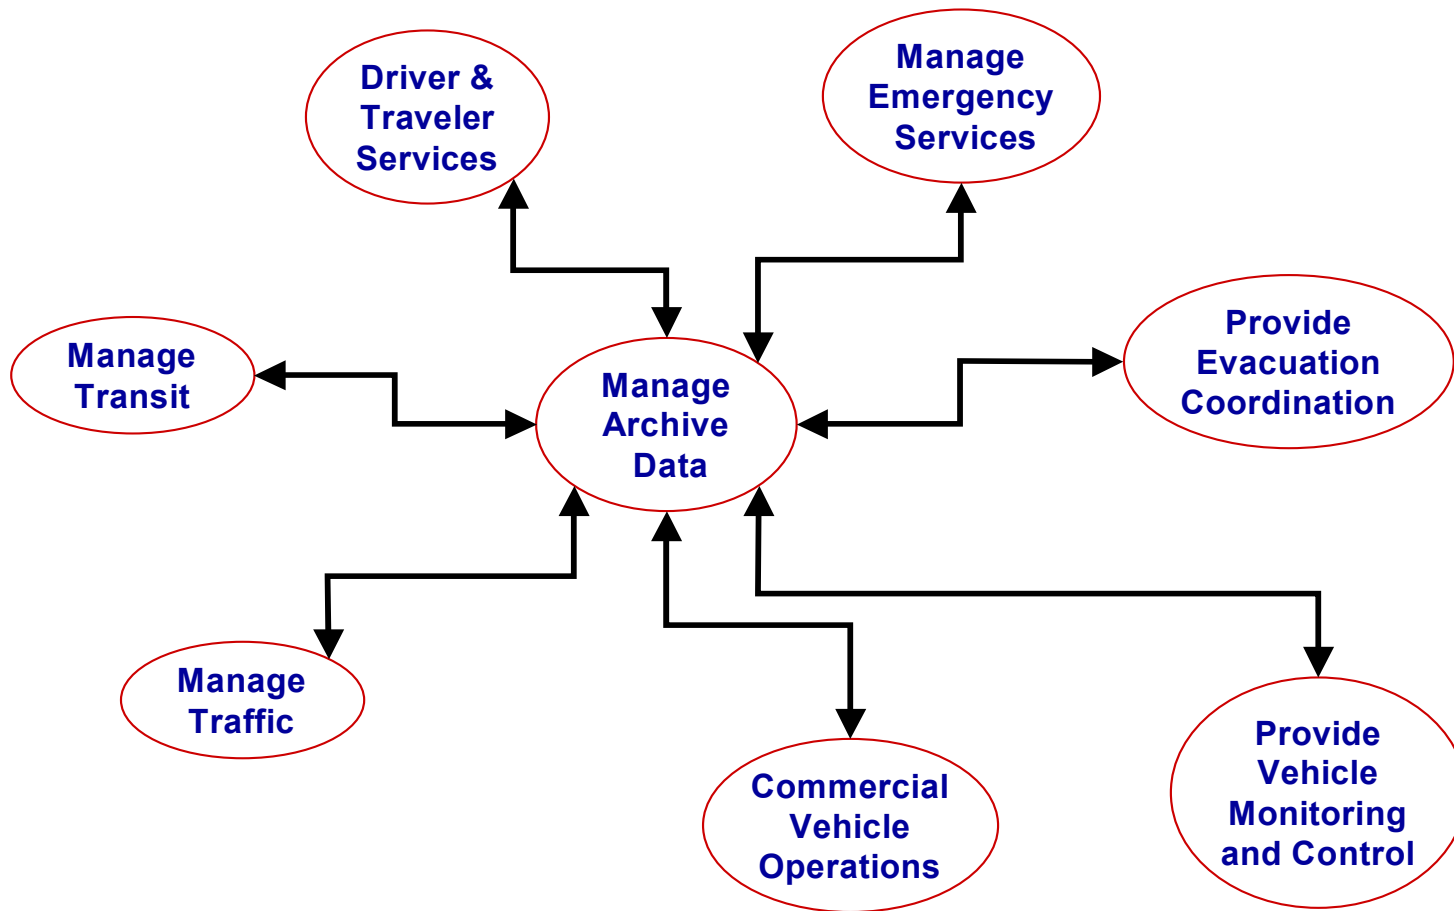 Driver &
Traveler
Services
Manage
Emergency
Services
Manage
Transit
Manage
Archive
Data
Provide
Evacuation
Coordination
Manage
Traffic
Commercial
Vehicle
Operations
Provide
Vehicle
Monitoring
and Control